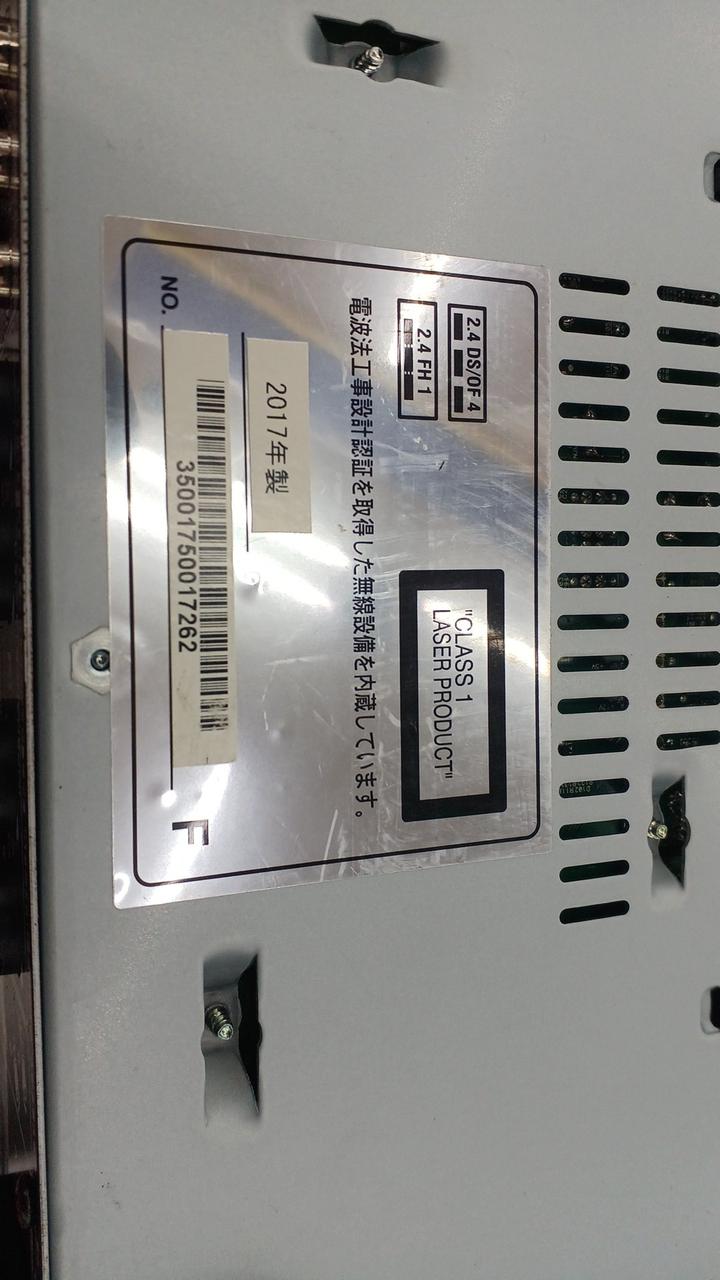 2.4 DS/OF 4
2.4 FH 1
"CLASS 1
LASER PRODUCT"
電波法工事設計認証を取得した無線設備を内蔵しています。
2017年製
NO.
35001750017262
F